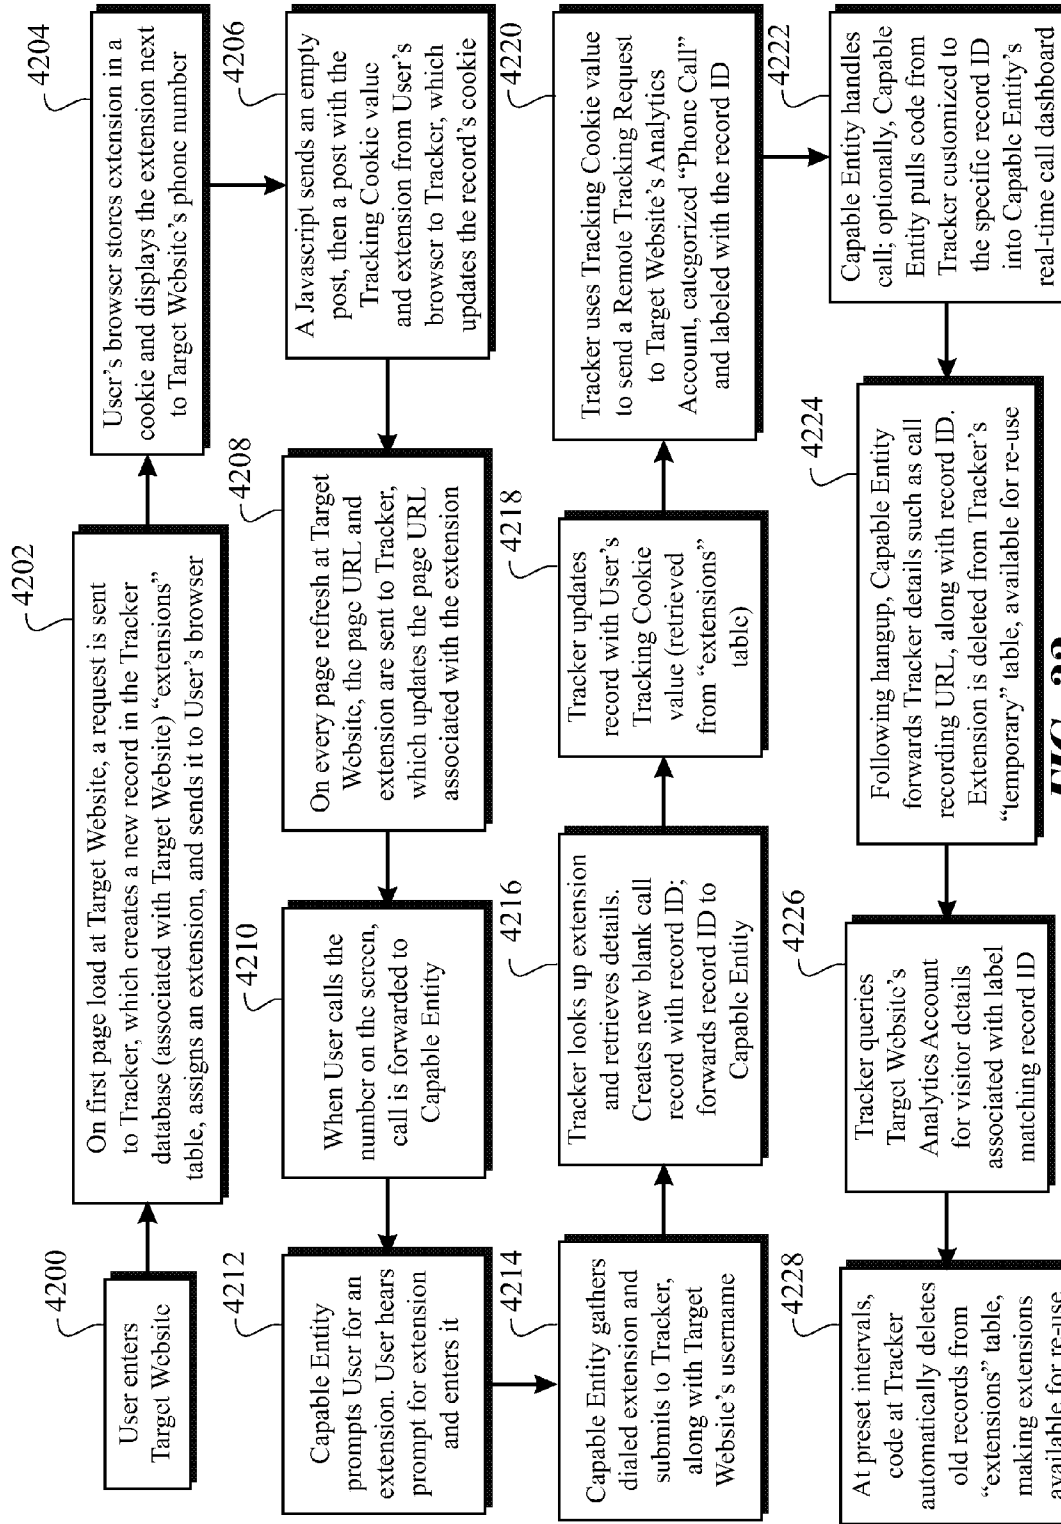 4200
User enters
Target Website
4202
On first page load at Target Website, a request is sent
to Tracker, which creates a new record in the Tracker
database (associated with Target Website) “extensions”
table, assigns an extension, and sends it to User’s browser
4204
User’s browser stores extension in a
cookie and displays the extension next
to Target Website’s phone number
4206
A Javascript sends an empty
post, then a post with the
Tracking Cookie value
and extension from User’s
browser to Tracker, which
updates the record’s cookie
4208
On every page refresh at Target
Website, the page URL and
extension are sent to Tracker,
which updates the page URL
associated with the extension
4210
When User calls the
number on the screen,
call is forwarded to
Capable Entity
4212
Capable Entity
prompts User for an
extension. User hears
prompt for extension
and enters it
4214
Capable Entity gathers
dialed extension and
submits to Tracker,
along with Target
Website’s username
4216
Tracker looks up extension
and retrieves details.
Creates new blank call
record with record ID;
forwards record ID to
Capable Entity
4218
Tracker updates
record with User’s
Tracking Cookie
value (retrieved
from “extensions”
table)
4220
Tracker uses Tracking Cookie value
to send a Remote Tracking Request
to Target Website’s Analytics
Account, categorized “Phone Call”
and labeled with the record ID
4222
Capable Entity handles
call; optionally, Capable
Entity pulls code from
Tracker customized to
the specific record ID
into Capable Entity’s
real-time call dashboard
4224
Following hangup, Capable Entity
forwards Tracker details such as call
recording URL, along with record ID.
Extension is deleted from Tracker’s
“temporary” table, available for re-use
4226
Tracker queries
Target Website’s
Analytics Account
for visitor details
associated with label
matching record ID
4228
At preset intervals,
code at Tracker
automatically deletes
old records from
“extensions” table,
making extensions
available for re-use